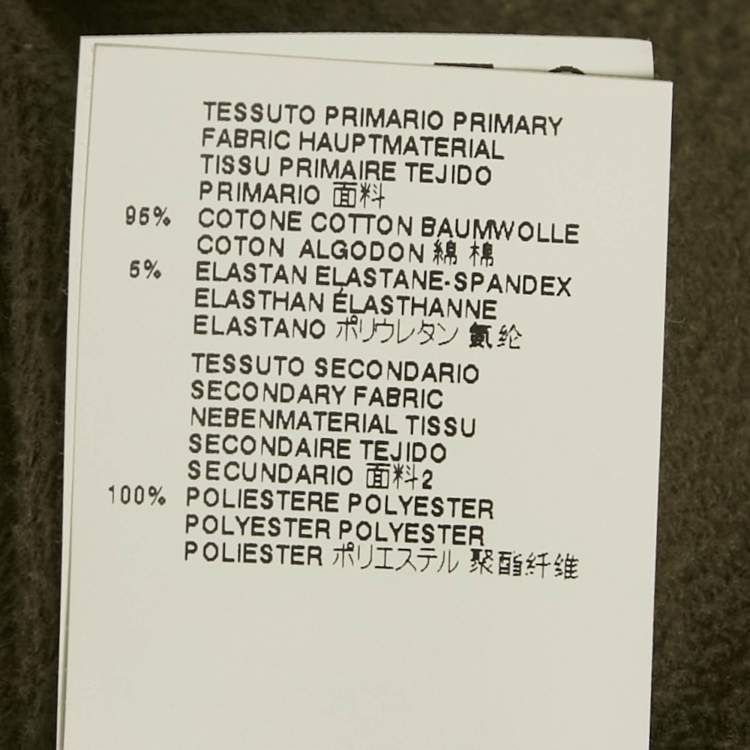 TESSUTO PRIMARIO PRIMARY
FABRIC HAUPTMATERIAL
TISSU PRIMAIRE TEJIDO
PRIMARIO 面料
95% COTONE COTTON BAUMWOLLE
COTON ALGODON 綿 棉
5% ELASTAN ELASTANE-SPANDEX
ELASTHAN ÉLASTHANNE
ELASTANO ポリウレタン 氨纶
TESSUTO SECONDARIO
SECONDARY FABRIC
NEBENMATERIAL TISSU
SECONDAIRE TEJIDO
SECUNDARIO 面料2
100% POLIESTERE POLYESTER
POLYESTER POLYESTER
POLIESTER ポリエステル 聚酯纤维